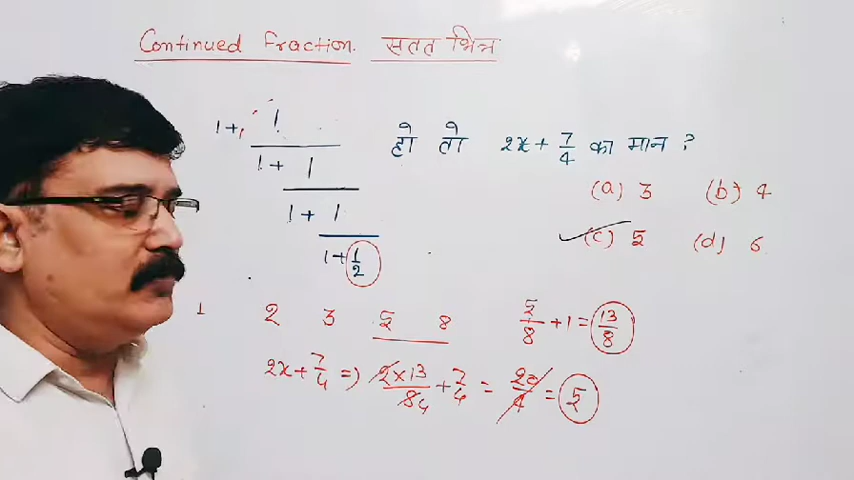 Continued Fraction. सतत भिन्न
1+ 1
1+ 1
1+ 1
1+ 1/2
हो तो 2x+ 7/4 का मान ?
(a) 3 (b) 4
(c) 5 (d) 6
1 2 3 5 8 5/8 +1 = 13/8
2x+ 7/4 => 2×13/84 + 7/4 = 20/4 = 5